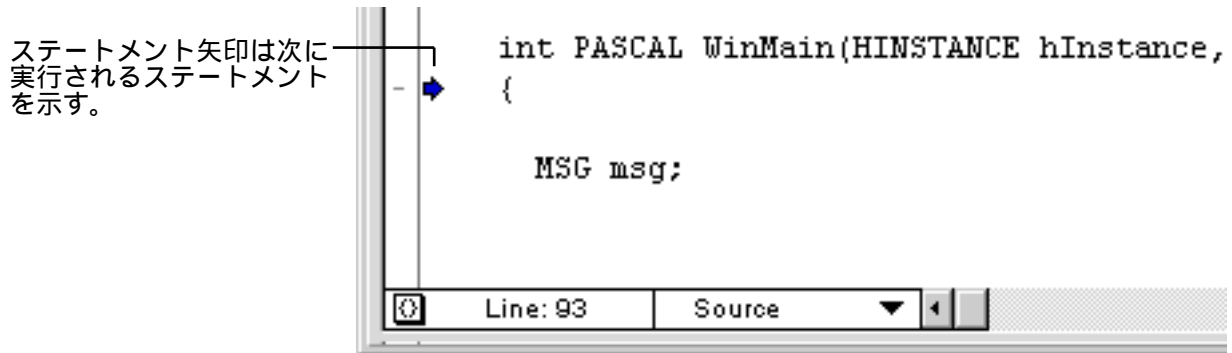 ステートメント矢印は次に
実行されるステートメント
を示す。
int PASCAL WinMain(HINSTANCE hInstance,
{
MSG msg;
Line: 93 Source